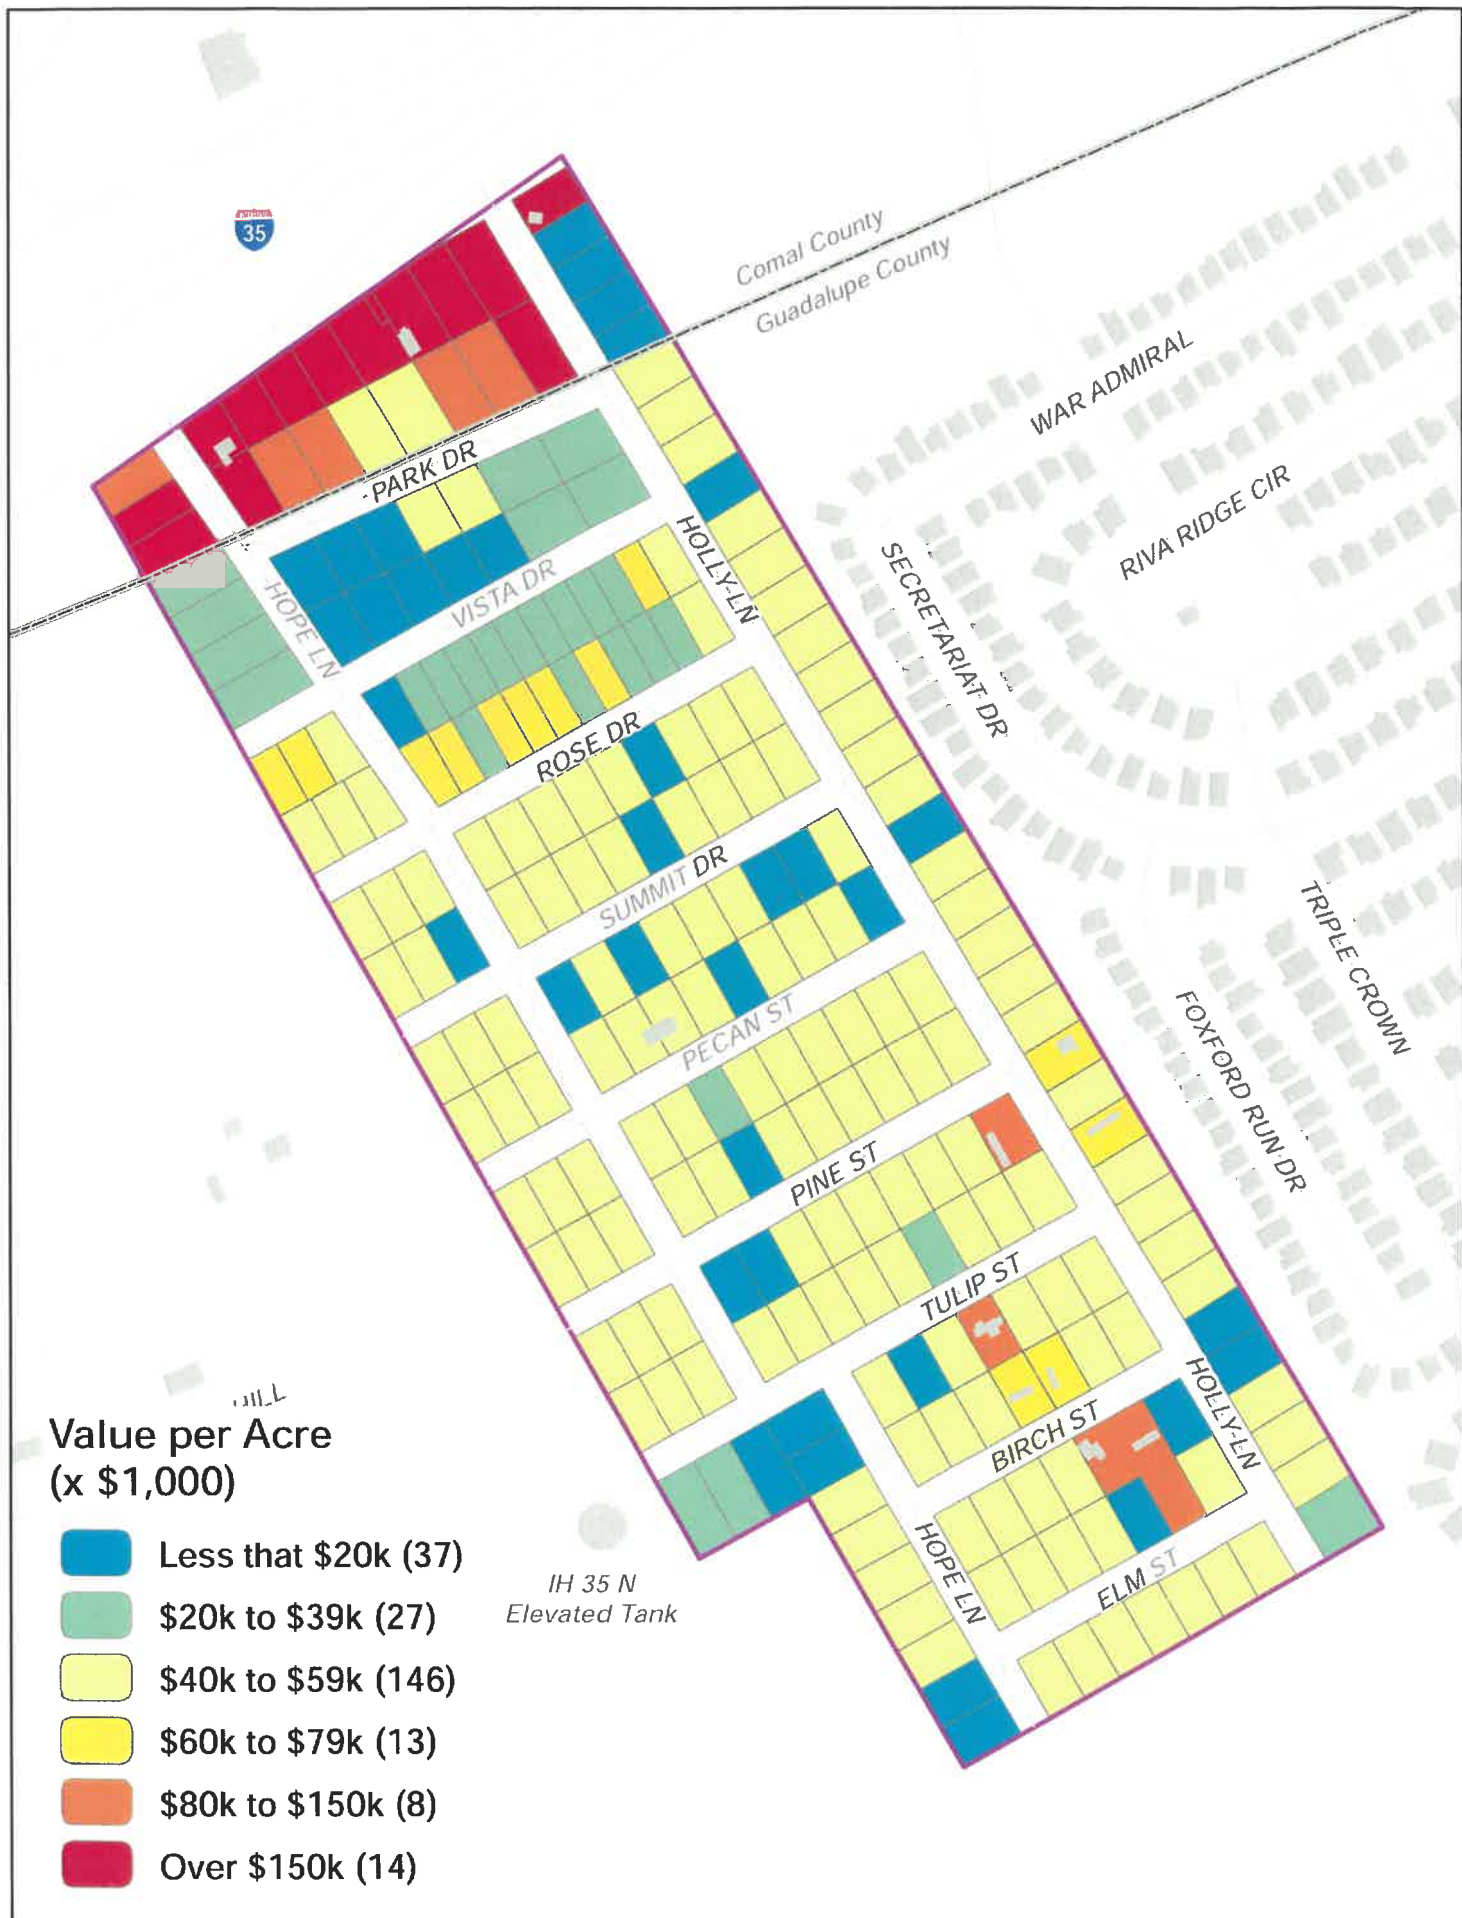 35
Comal County
Guadalupe County
WAR ADMIRAL
RIVA RIDGE CIR
PARK DR
HOLLY LN
SECRETARIAT DR
VISTA DR
HOPE LN
ROSE DR
SUMMIT DR
TRIPLE CROWN
PECAN ST
FOXFORD RUN DR
PINE ST
TULIP ST
HOLLY LN
BIRCH ST
HOPE LN
ELM ST
IH 35 N
Elevated Tank
Value per Acre
(x $1,000)
Less that $20k (37)
$20k to $39k (27)
$40k to $59k (146)
$60k to $79k (13)
$80k to $150k (8)
Over $150k (14)